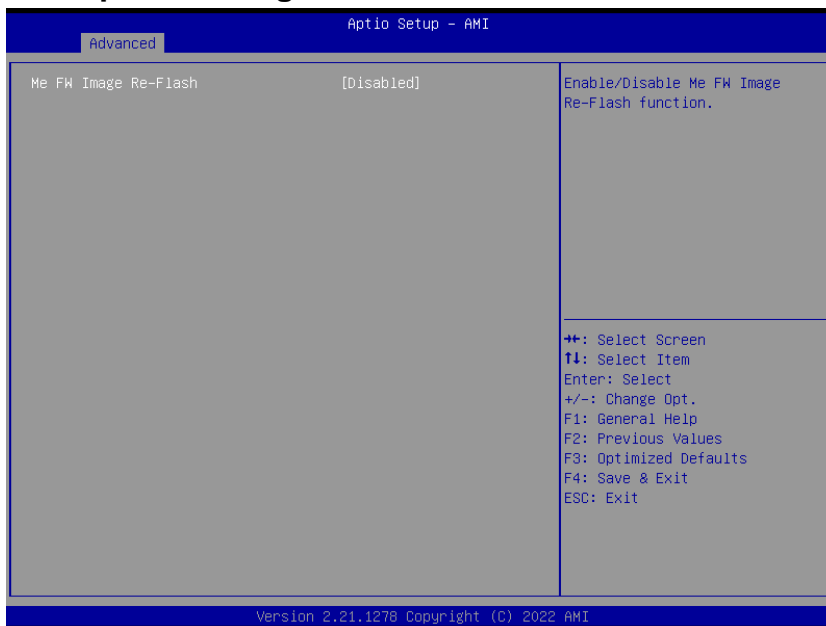 Aptio Setup – AMI
Advanced
Me FW Image Re-Flash [Disabled]
Enable/Disable Me FW Image
Re-Flash function.
→←: Select Screen
↑↓: Select Item
Enter: Select
+/-: Change Opt.
F1: General Help
F2: Previous Values
F3: Optimized Defaults
F4: Save & Exit
ESC: Exit
Version 2.21.1278 Copyright (C) 2022 AMI